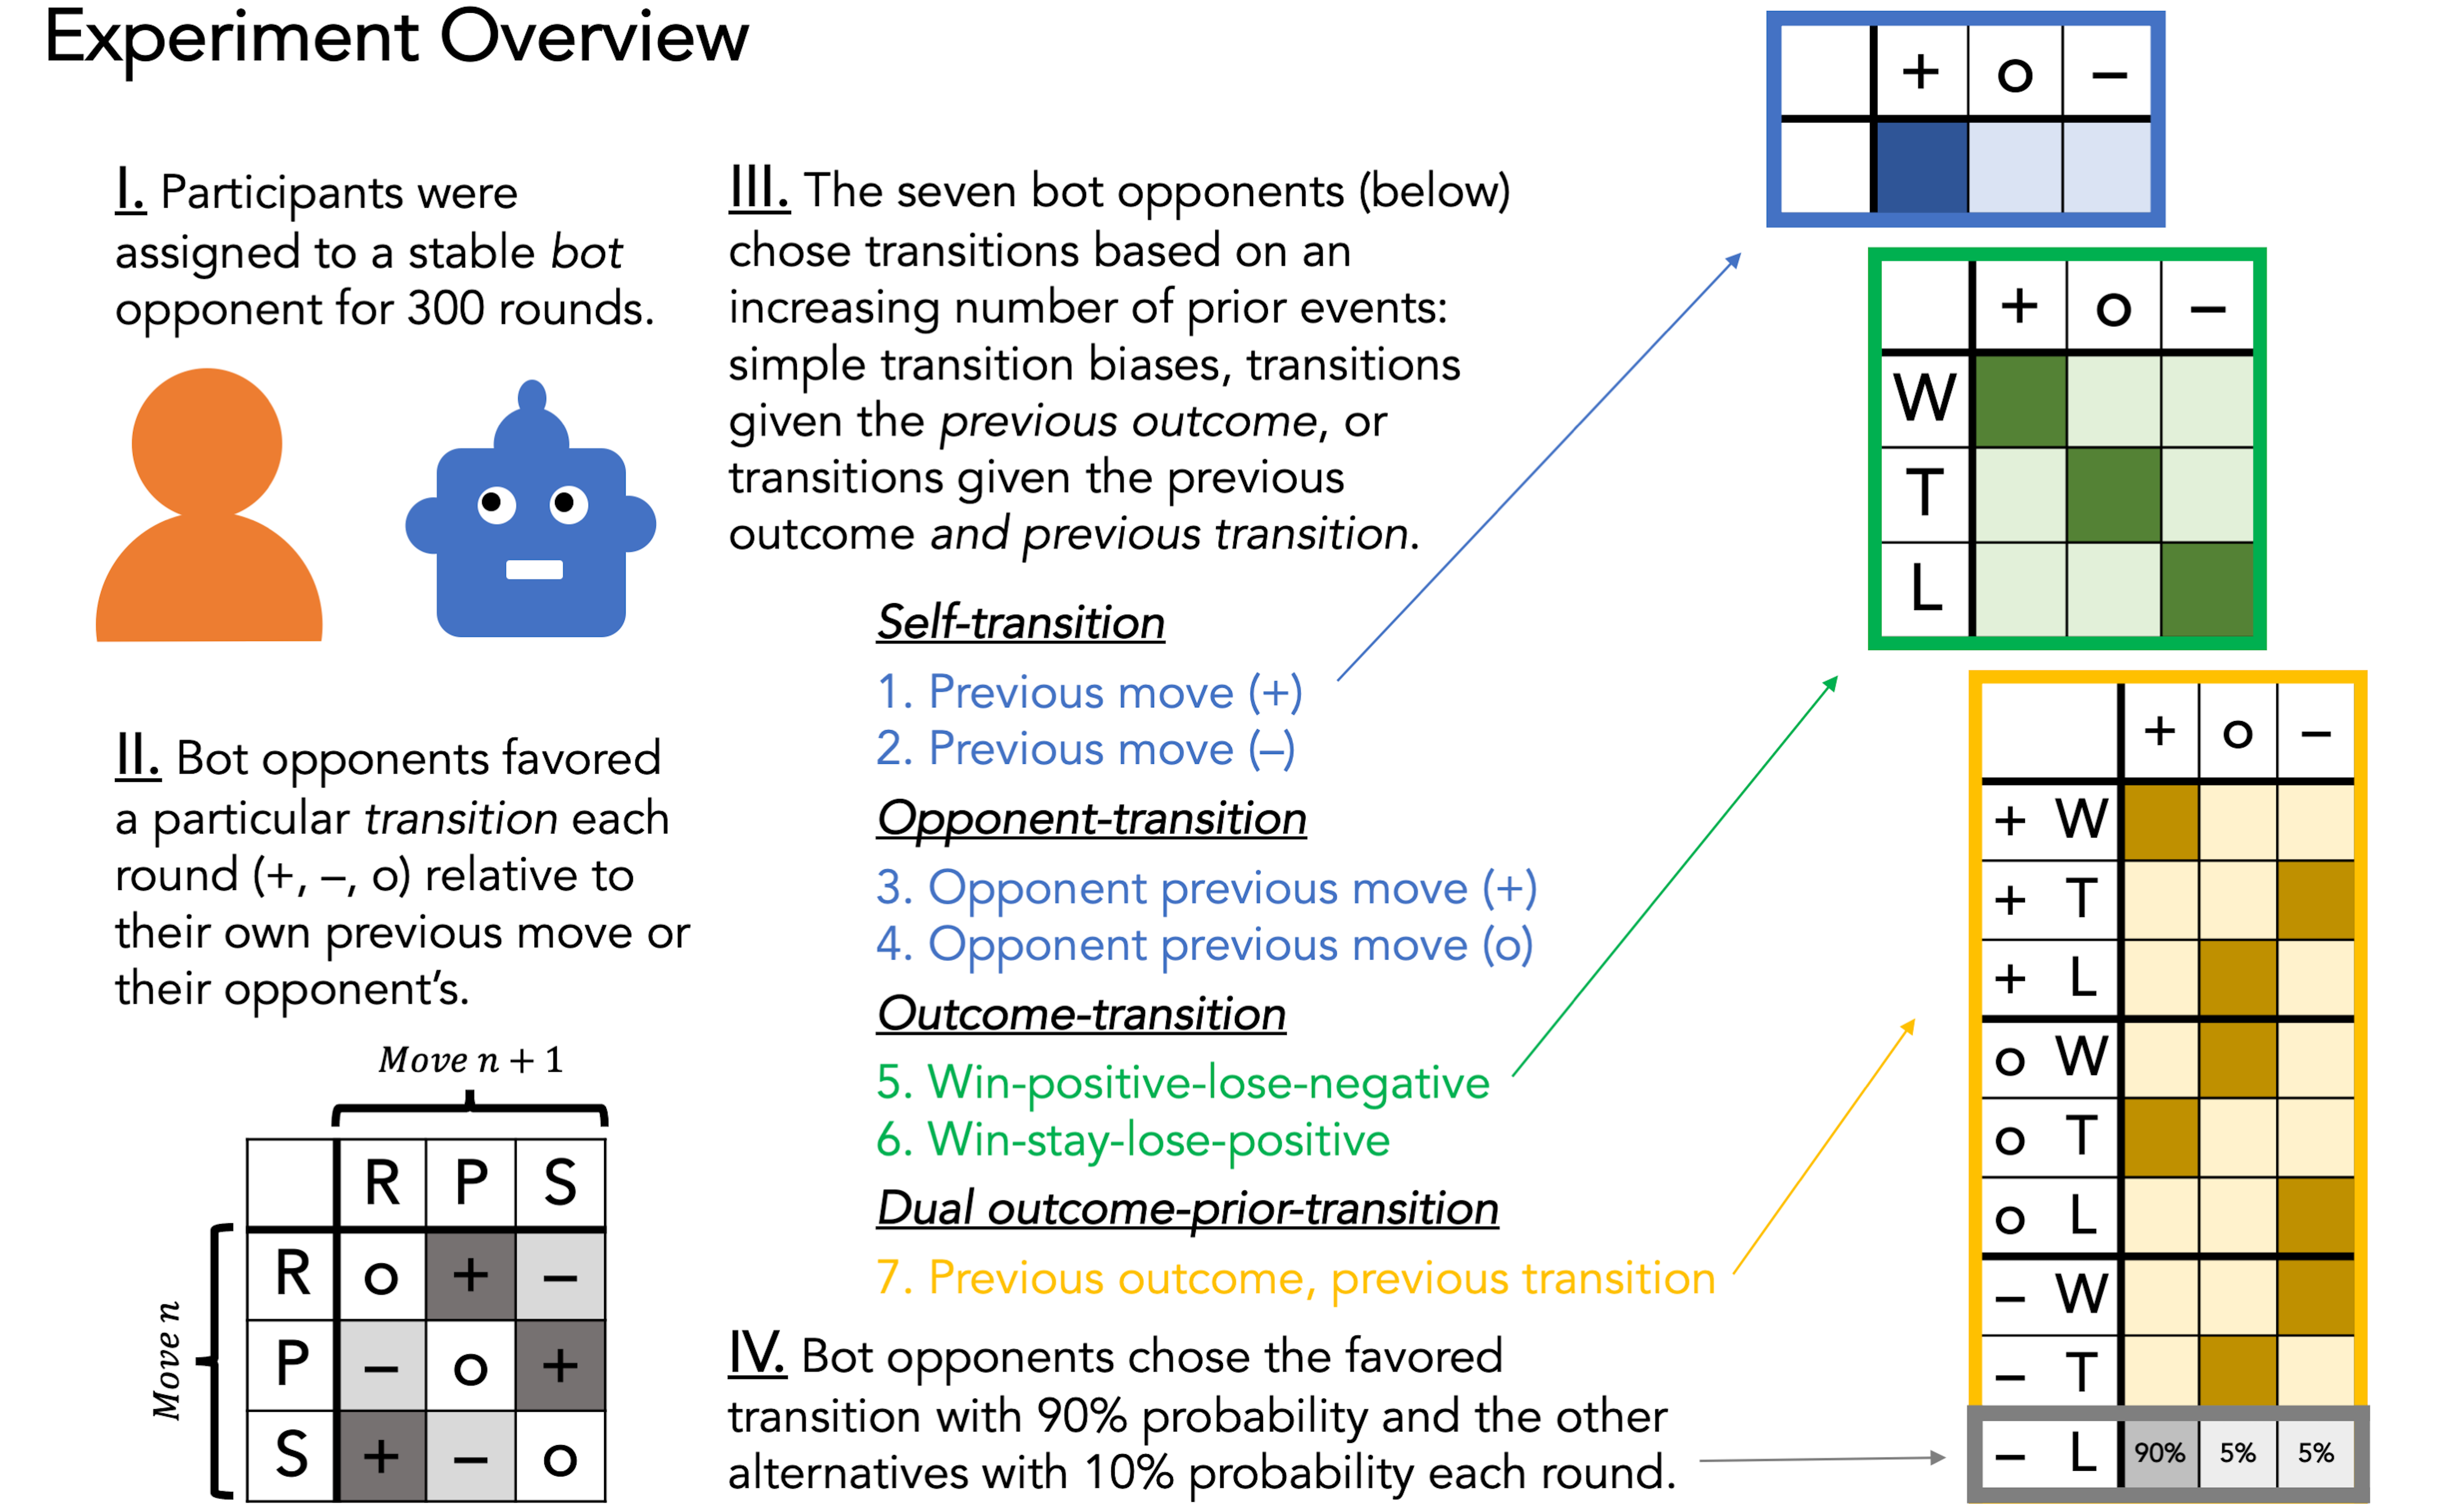 Experiment Overview
I. Participants were
assigned to a stable bot
opponent for 300 rounds.
II. Bot opponents favored
a particular transition each
round (+, –, o) relative to
their own previous move or
their opponent's.
Move n + 1
R P S
Move n
R o + –
P – o +
S + – o
III. The seven bot opponents (below)
chose transitions based on an
increasing number of prior events:
simple transition biases, transitions
given the previous outcome, or
transitions given the previous
outcome and previous transition.
Self-transition
1. Previous move (+)
2. Previous move (–)
Opponent-transition
3. Opponent previous move (+)
4. Opponent previous move (o)
Outcome-transition
5. Win-positive-lose-negative
6. Win-stay-lose-positive
Dual outcome-prior-transition
7. Previous outcome, previous transition
IV. Bot opponents chose the favored
transition with 90% probability and the other
alternatives with 10% probability each round.
+ o –
+ o –
W
T
L
+ o –
+ W
+ T
+ L
o W
o T
o L
– W
– T
– L 90% 5% 5%